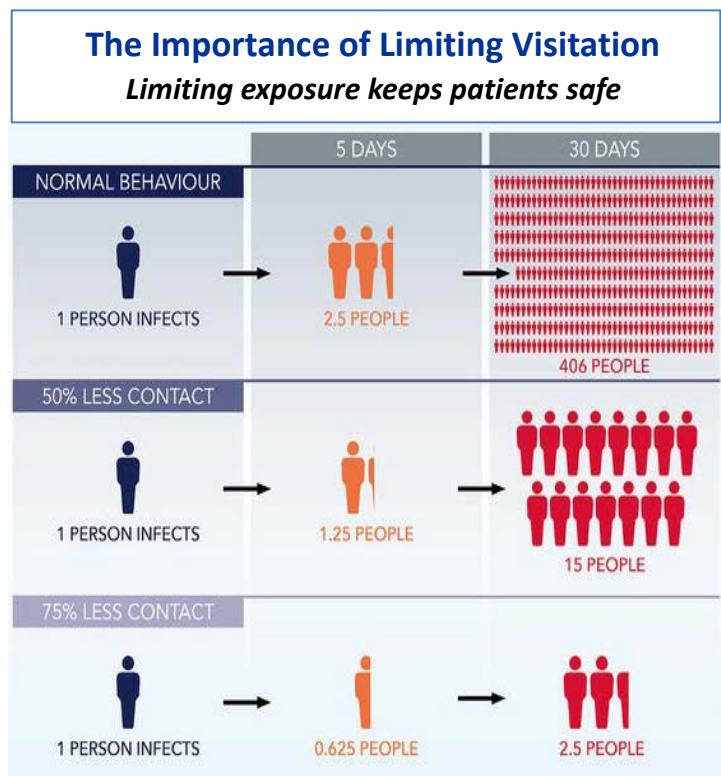 The Importance of Limiting Visitation
Limiting exposure keeps patients safe
5 DAYS
30 DAYS
NORMAL BEHAVIOUR
1 PERSON INFECTS
2.5 PEOPLE
406 PEOPLE
50% LESS CONTACT
1 PERSON INFECTS
1.25 PEOPLE
15 PEOPLE
75% LESS CONTACT
1 PERSON INFECTS
0.625 PEOPLE
2.5 PEOPLE